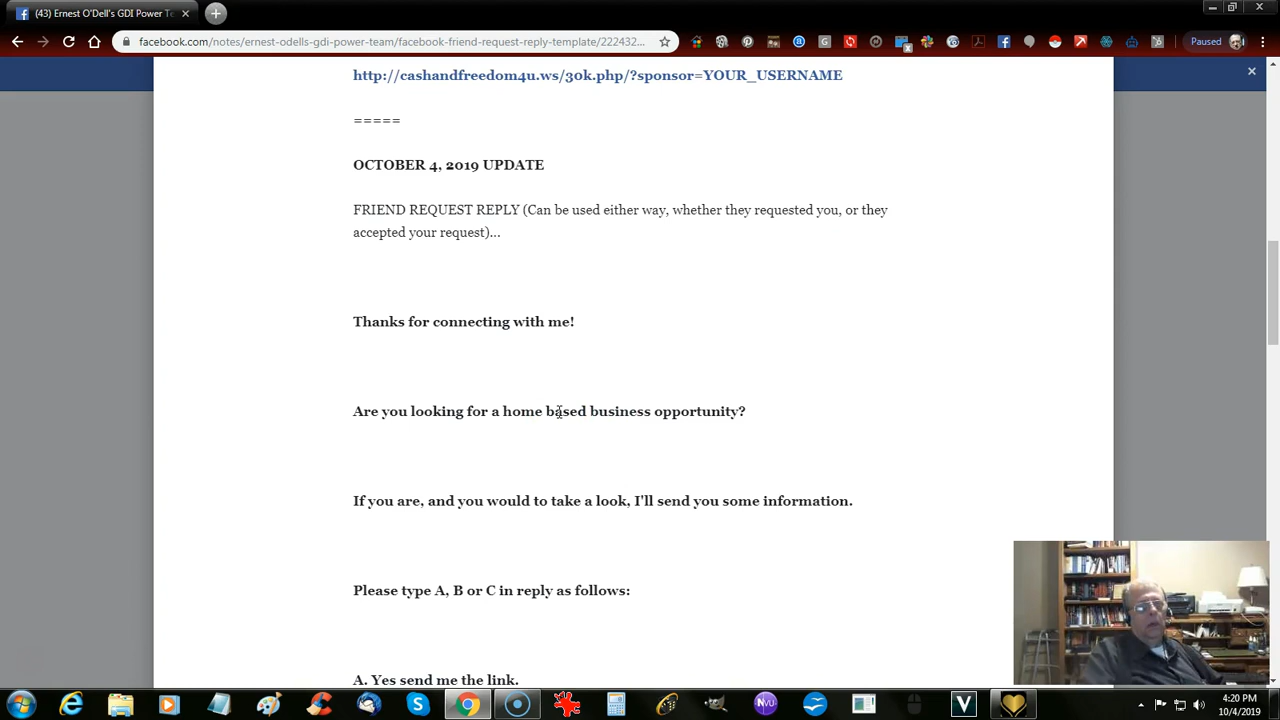 (43) Ernest O'Dell's GDI Power Te
facebook.com/notes/ernest-odells-gdi-power-team/facebook-friend-request-reply-template/222432...
Paused
http://cashandfreedom4u.ws/30k.php/?sponsor=YOUR_USERNAME
=====
OCTOBER 4, 2019 UPDATE
FRIEND REQUEST REPLY (Can be used either way, whether they requested you, or they
accepted your request)...
Thanks for connecting with me!
Are you looking for a home based business opportunity?
If you are, and you would to take a look, I'll send you some information.
Please type A, B or C in reply as follows:
A. Yes send me the link.
4:20 PM
10/4/2019